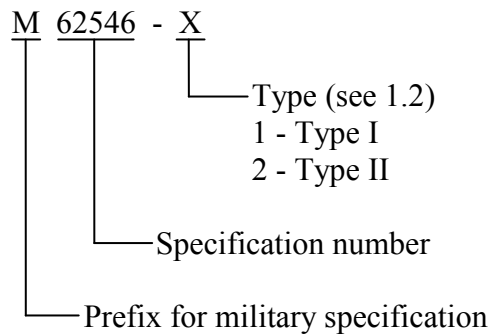 M 62546 - X
Type (see 1.2)
1 - Type I
2 - Type II
Specification number
Prefix for military specification